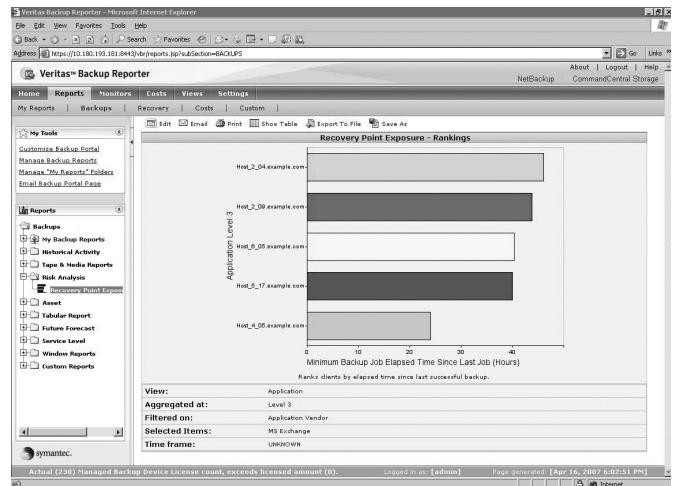 Veritas Backup Reporter - Microsoft Internet Explorer
File Edit View Favorites Tools Help
Back Search Favorites
Address https://10.180.193.181:8443/vbr/reports.jsp?subSection=BACKUPS Go Links »
Veritas™ Backup Reporter
About | Logout | Help
NetBackup CommandCentral Storage
Home Reports Monitors Costs Views Settings
My Reports | Backups | Recovery | Costs | Custom |
My Tools
Customize Backup Portal
Manage Backup Reports
Manage "My Reports" Folders
Email Backup Portal Page
Reports
Backups
My Backup Reports
Historical Activity
Tape & Media Reports
Risk Analysis
Recovery Point Expos
Asset
Tabular Report
Future Forecast
Service Level
Window Reports
Custom Reports
symantec.
Edit Email Print Show Table Export To File Save As
Recovery Point Exposure - Rankings
Application Level 3
Host_2_04.example.com
Host_2_09.example.com
Host_6_05.example.com
Host_5_17.example.com
Host_4_05.example.com
0 10 20 30 40
Minimum Backup Job Elapsed Time Since Last Job (Hours)
Ranks clients by elapsed time since last successful backup.
View: Application
Aggregated at: Level 3
Filtered on: Application Vendor
Selected Items: MS Exchange
Time frame: UNKNOWN
Actual (230) Managed Backup Device License count, exceeds licensed amount (0). Logged in as: [admin] Page generated: [Apr 16, 2007 6:02:51 PM]
Internet